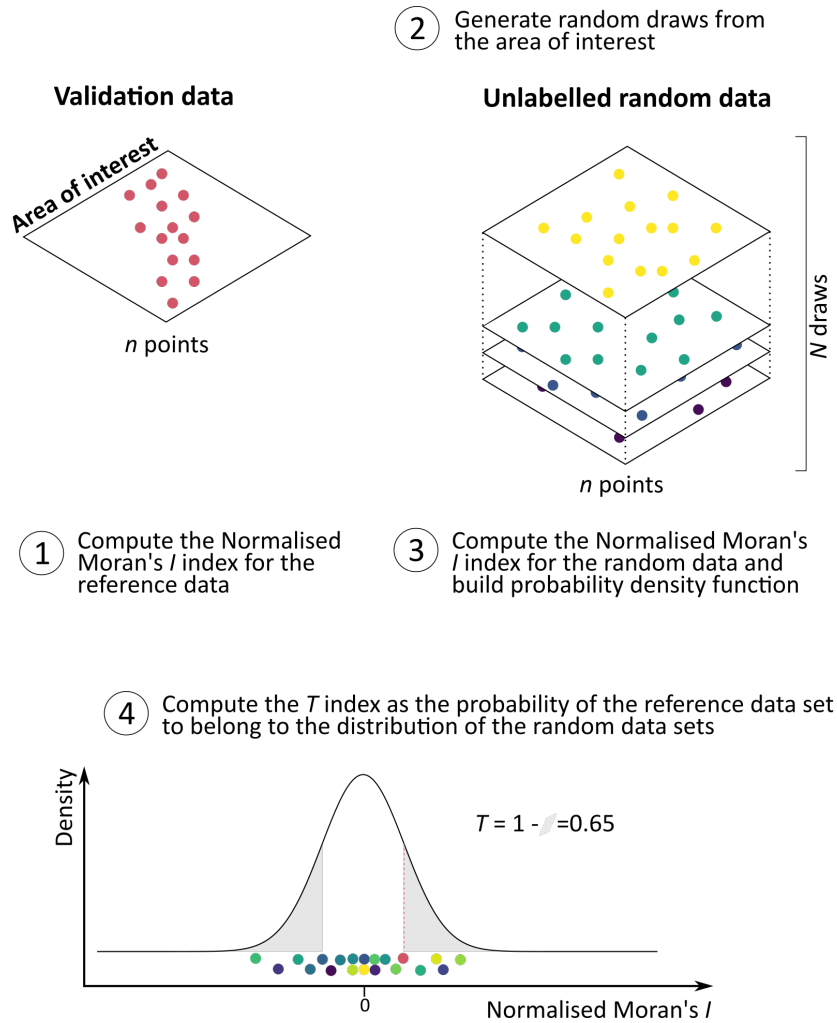 2
Generate random draws from
the area of interest
Validation data
Unlabelled random data
Area of interest
n points
N draws
n points
1
Compute the Normalised
Moran's I index for the
reference data
3
Compute the Normalised Moran's
I index for the random data and
build probability density function
4
Compute the T index as the probability of the reference data set
to belong to the distribution of the random data sets
Density
T = 1 - =0.65
0
Normalised Moran's I